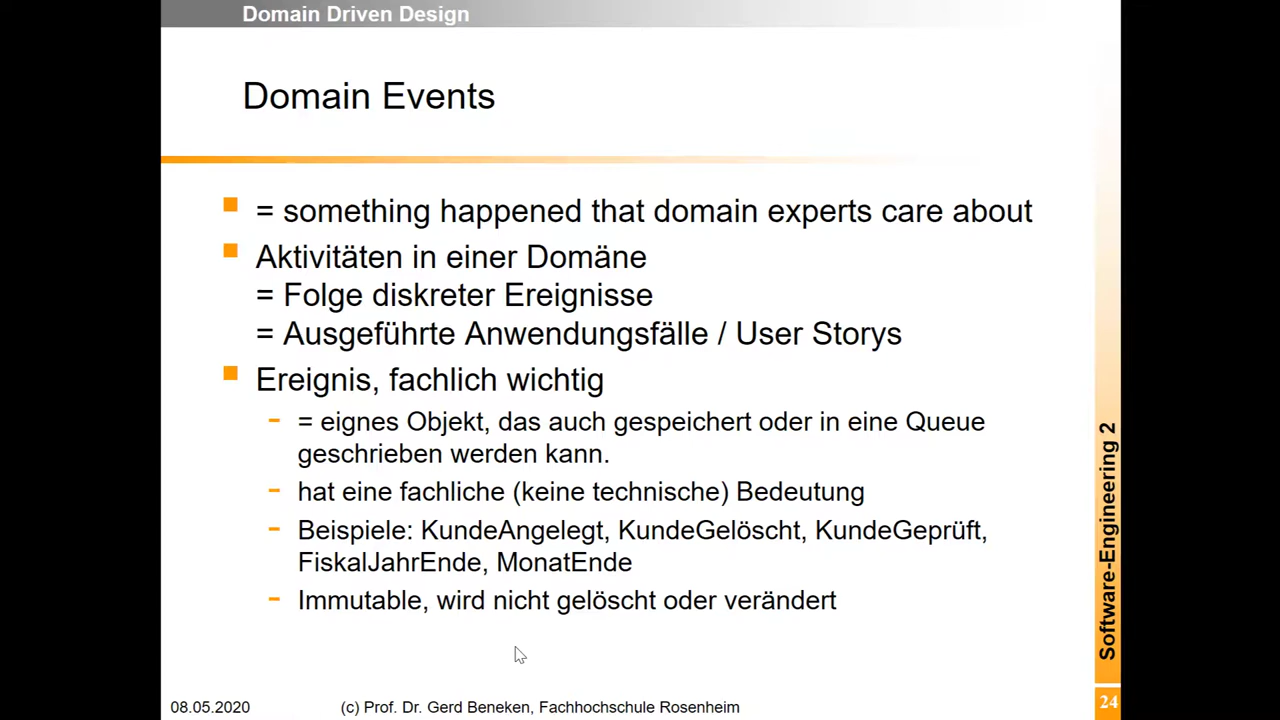 Domain Driven Design
Domain Events
= something happened that domain experts care about
Aktivitäten in einer Domäne
= Folge diskreter Ereignisse
= Ausgeführte Anwendungsfälle / User Storys
Ereignis, fachlich wichtig
- = eignes Objekt, das auch gespeichert oder in eine Queue
geschrieben werden kann.
- hat eine fachliche (keine technische) Bedeutung
- Beispiele: KundeAngelegt, KundeGelöscht, KundeGeprüft,
FiskalJahrEnde, MonatEnde
- Immutable, wird nicht gelöscht oder verändert
Software-Engineering 2
08.05.2020
(c) Prof. Dr. Gerd Beneken, Fachhochschule Rosenheim
24